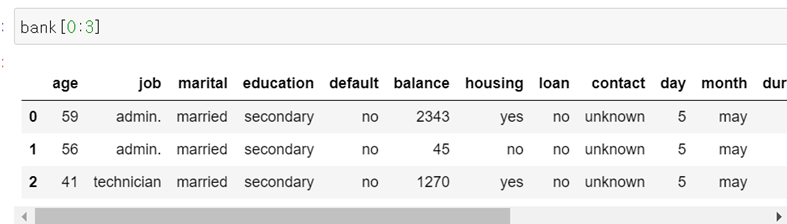 bank[0:3]
age job marital education default balance housing loan contact day month dur
0 59 admin. married secondary no 2343 yes no unknown 5 may
1 56 admin. married secondary no 45 no no unknown 5 may
2 41 technician married secondary no 1270 yes no unknown 5 may